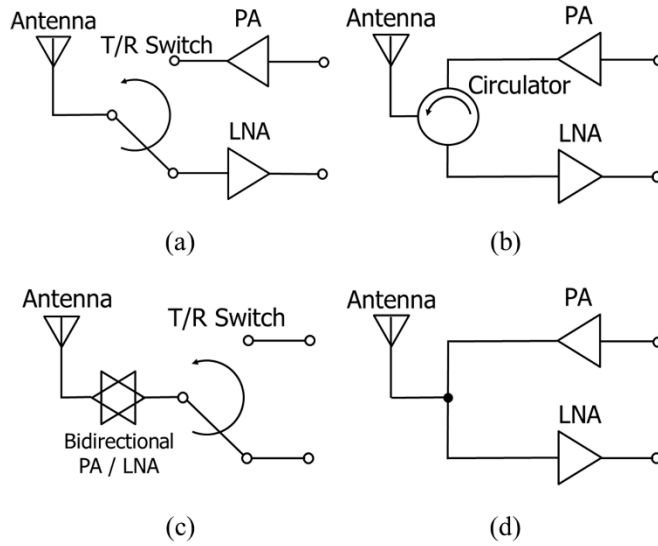 Antenna
PA
T/R Switch
LNA
(a)
Antenna
PA
Circulator
LNA
(b)
Antenna
T/R Switch
Bidirectional
PA / LNA
(c)
Antenna
PA
LNA
(d)